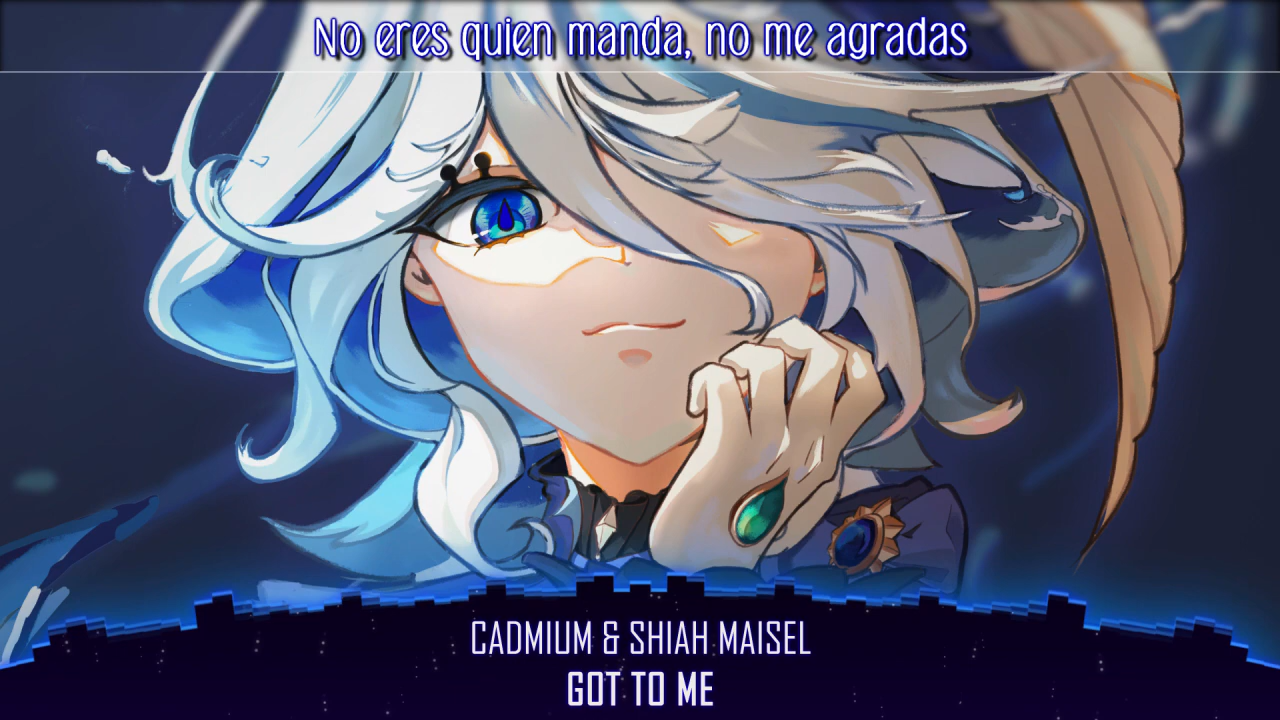 No eres quien manda, no me agradas
CADMIUM & SHIAH MAISEL
GOT TO ME